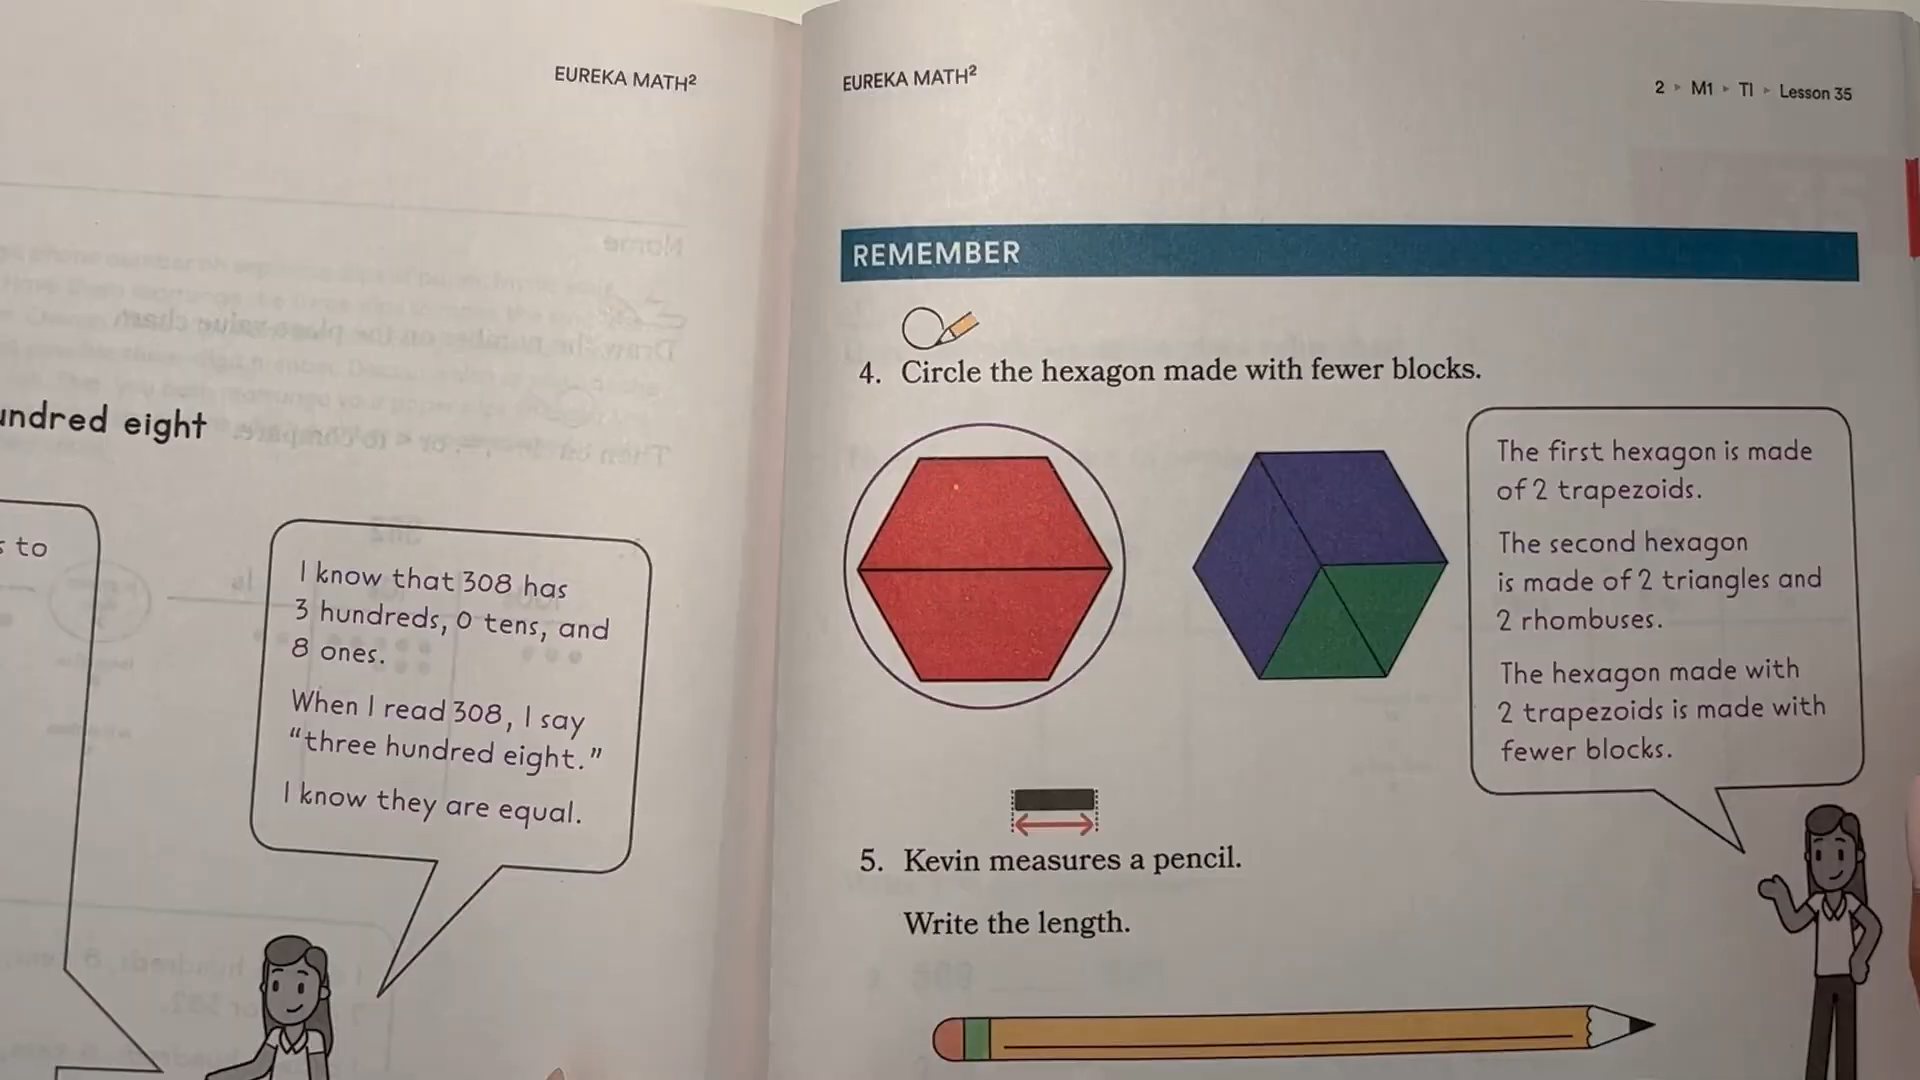 EUREKA MATH²
undred eight
s to
I know that 308 has
3 hundreds, 0 tens, and
8 ones.
When I read 308, I say
“three hundred eight.”
I know they are equal.
EUREKA MATH²
2 ▸ M1 ▸ TI ▸ Lesson 35
REMEMBER
4. Circle the hexagon made with fewer blocks.
The first hexagon is made
of 2 trapezoids.
The second hexagon
is made of 2 triangles and
2 rhombuses.
The hexagon made with
2 trapezoids is made with
fewer blocks.
5. Kevin measures a pencil.
Write the length.